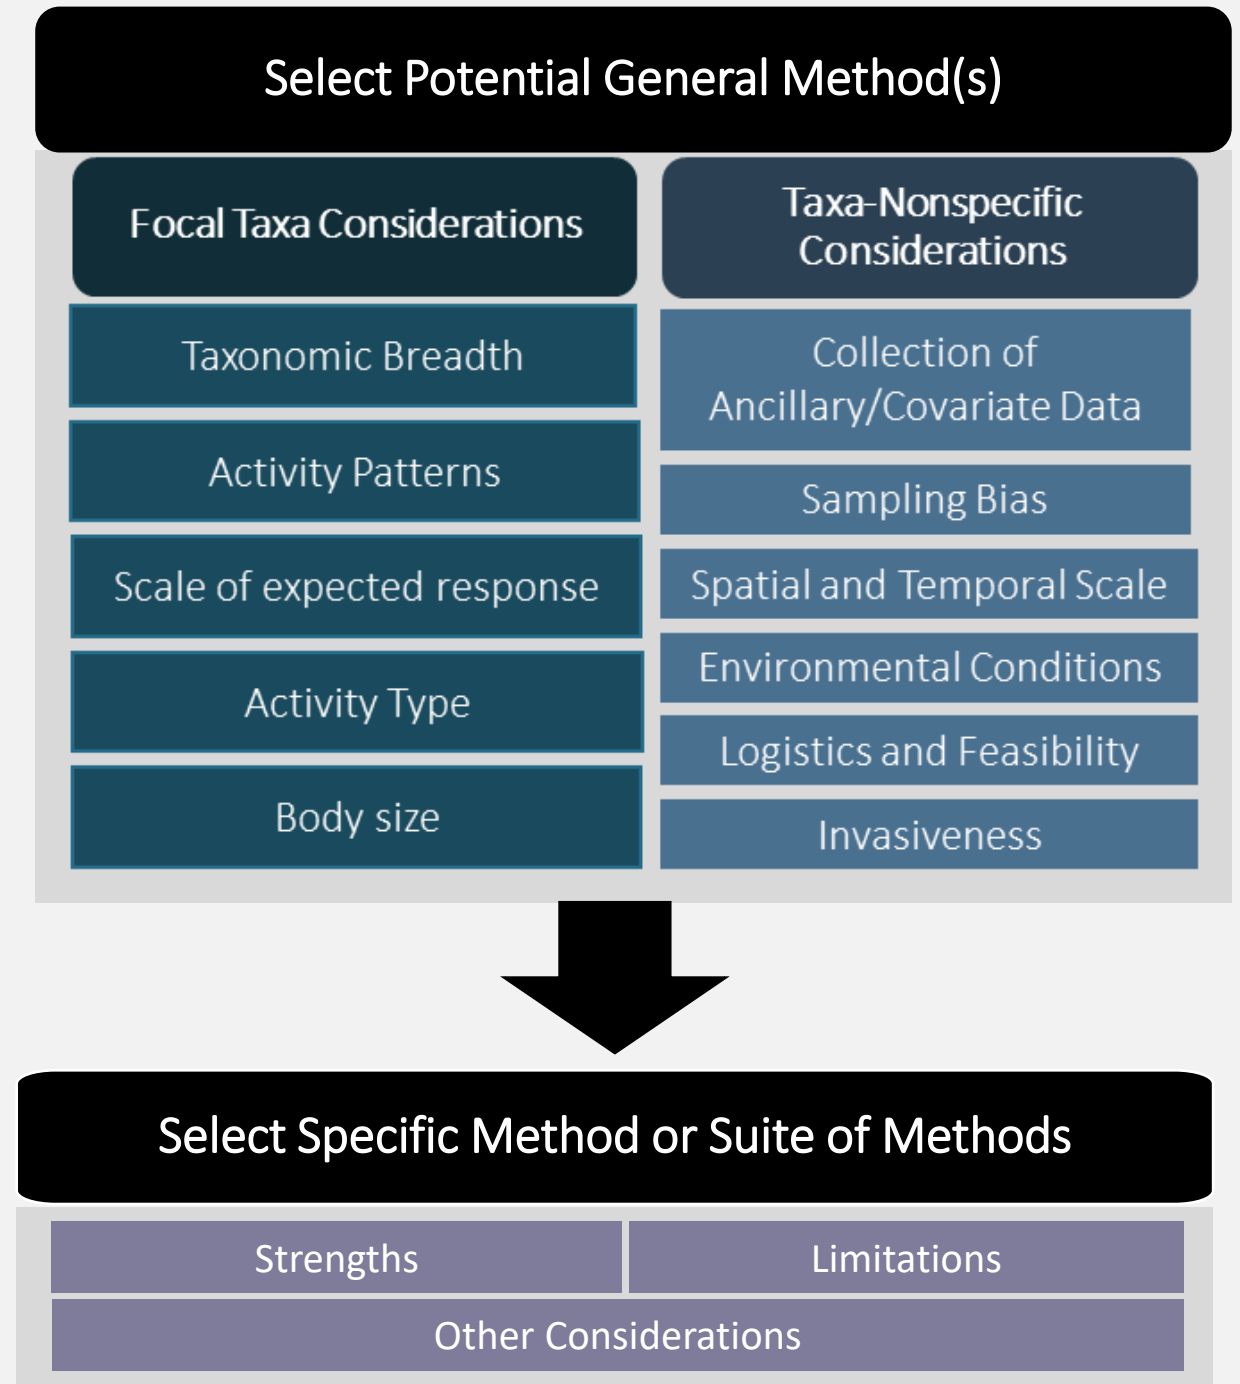 Select Potential General Method(s)
Focal Taxa Considerations
Taxonomic Breadth
Activity Patterns
Scale of expected response
Activity Type
Body size
Taxa-Nonspecific
Considerations
Collection of
Ancillary/Covariate Data
Sampling Bias
Spatial and Temporal Scale
Environmental Conditions
Logistics and Feasibility
Invasiveness
Select Specific Method or Suite of Methods
Strengths
Limitations
Other Considerations